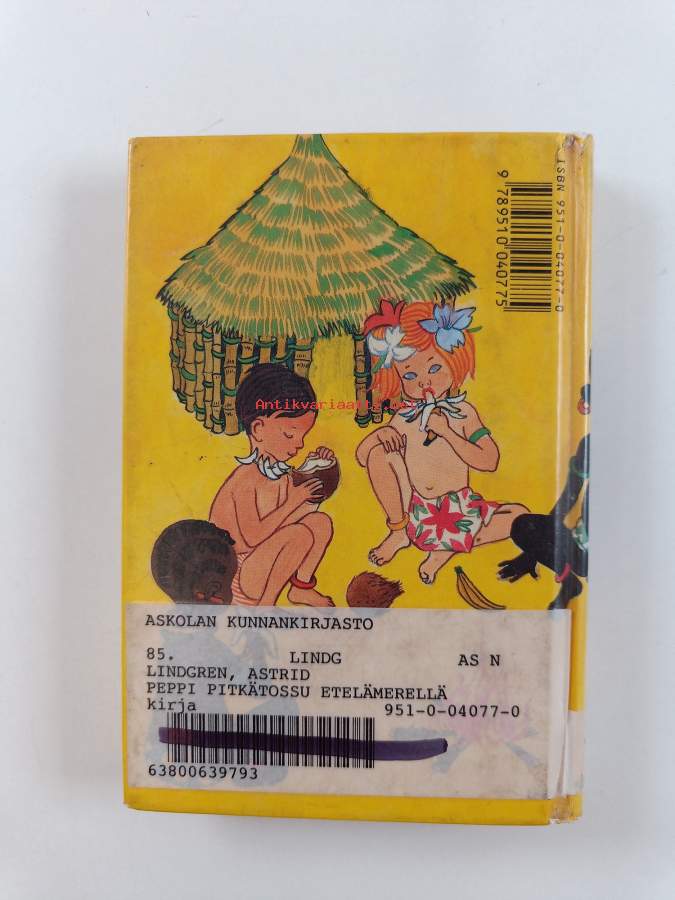 ISBN 951-0-04077-0
9 789510 040775
Antikvariaatti.net
ASKOLAN KUNNANKIRJASTO
85. LINDG AS N
LINDGREN, ASTRID
PEPPI PITKÄTOSSU ETELÄMERELLÄ
kirja 951-0-04077-0
63800639793